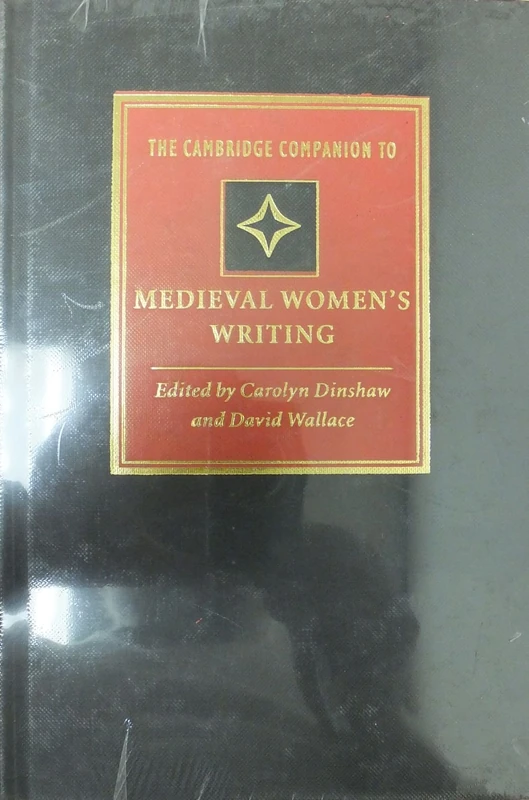 THE CAMBRIDGE COMPANION TO
MEDIEVAL WOMEN'S
WRITING
Edited by Carolyn Dinshaw
and David Wallace